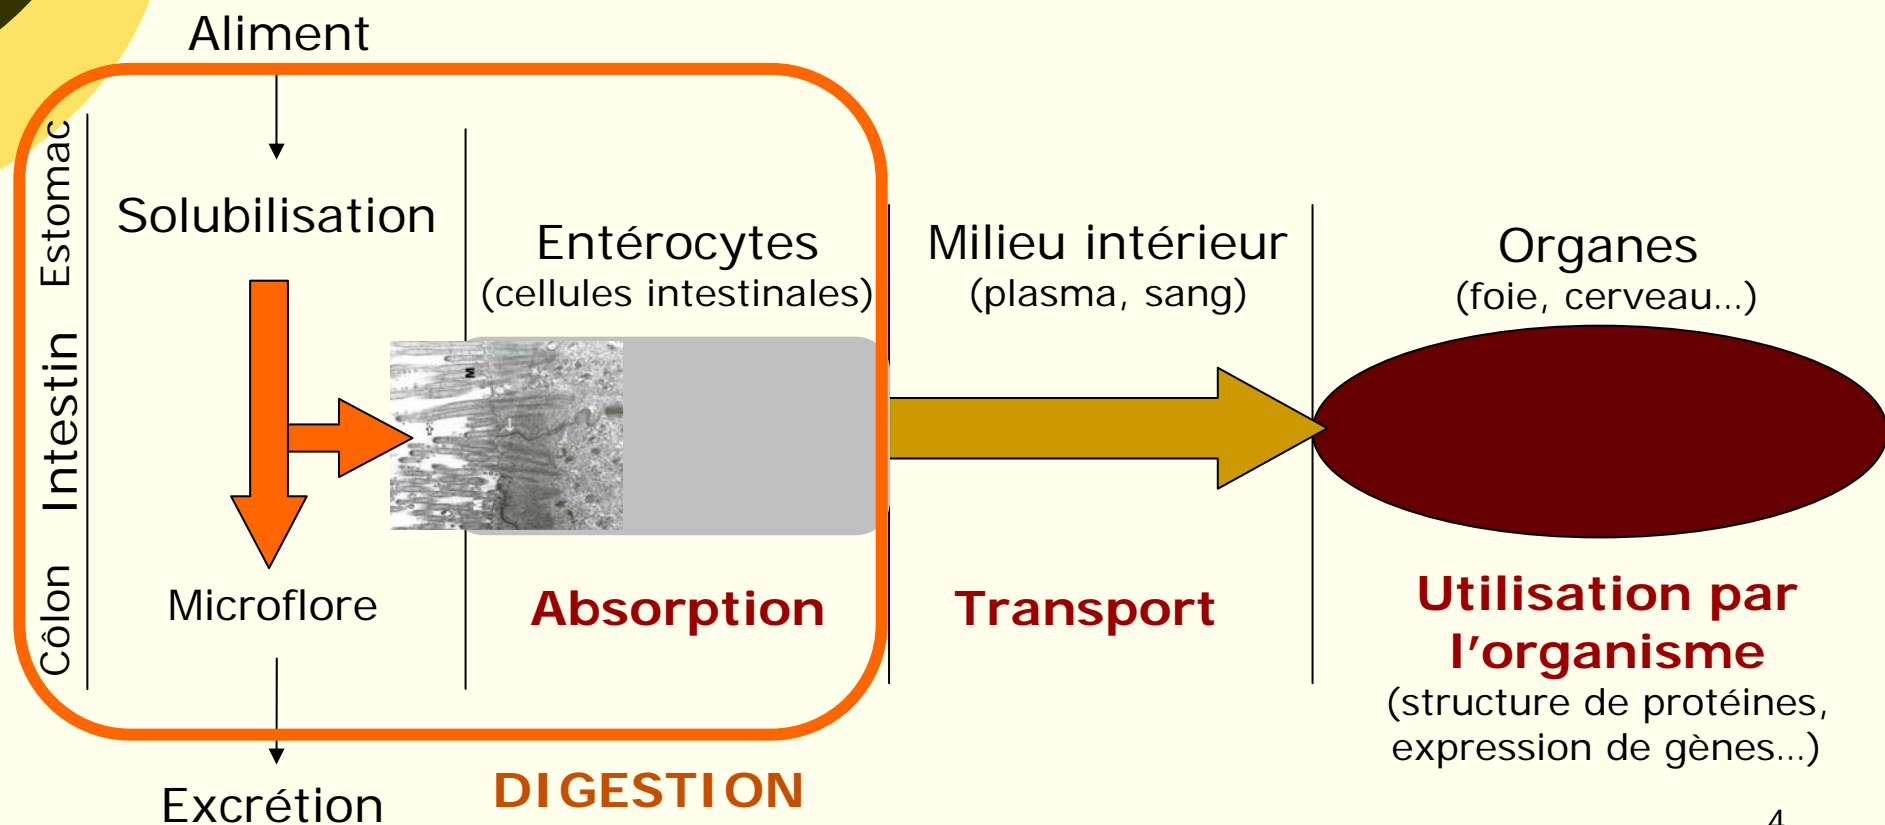 Aliment
Estomac
Intestin
Côlon
Solubilisation
Microflore
Excrétion
Entérocytes
(cellules intestinales)
M
Absorption
DIGESTION
Milieu intérieur
(plasma, sang)
Transport
Organes
(foie, cerveau...)
Utilisation par
l’organisme
(structure de protéines,
expression de gènes...)
4